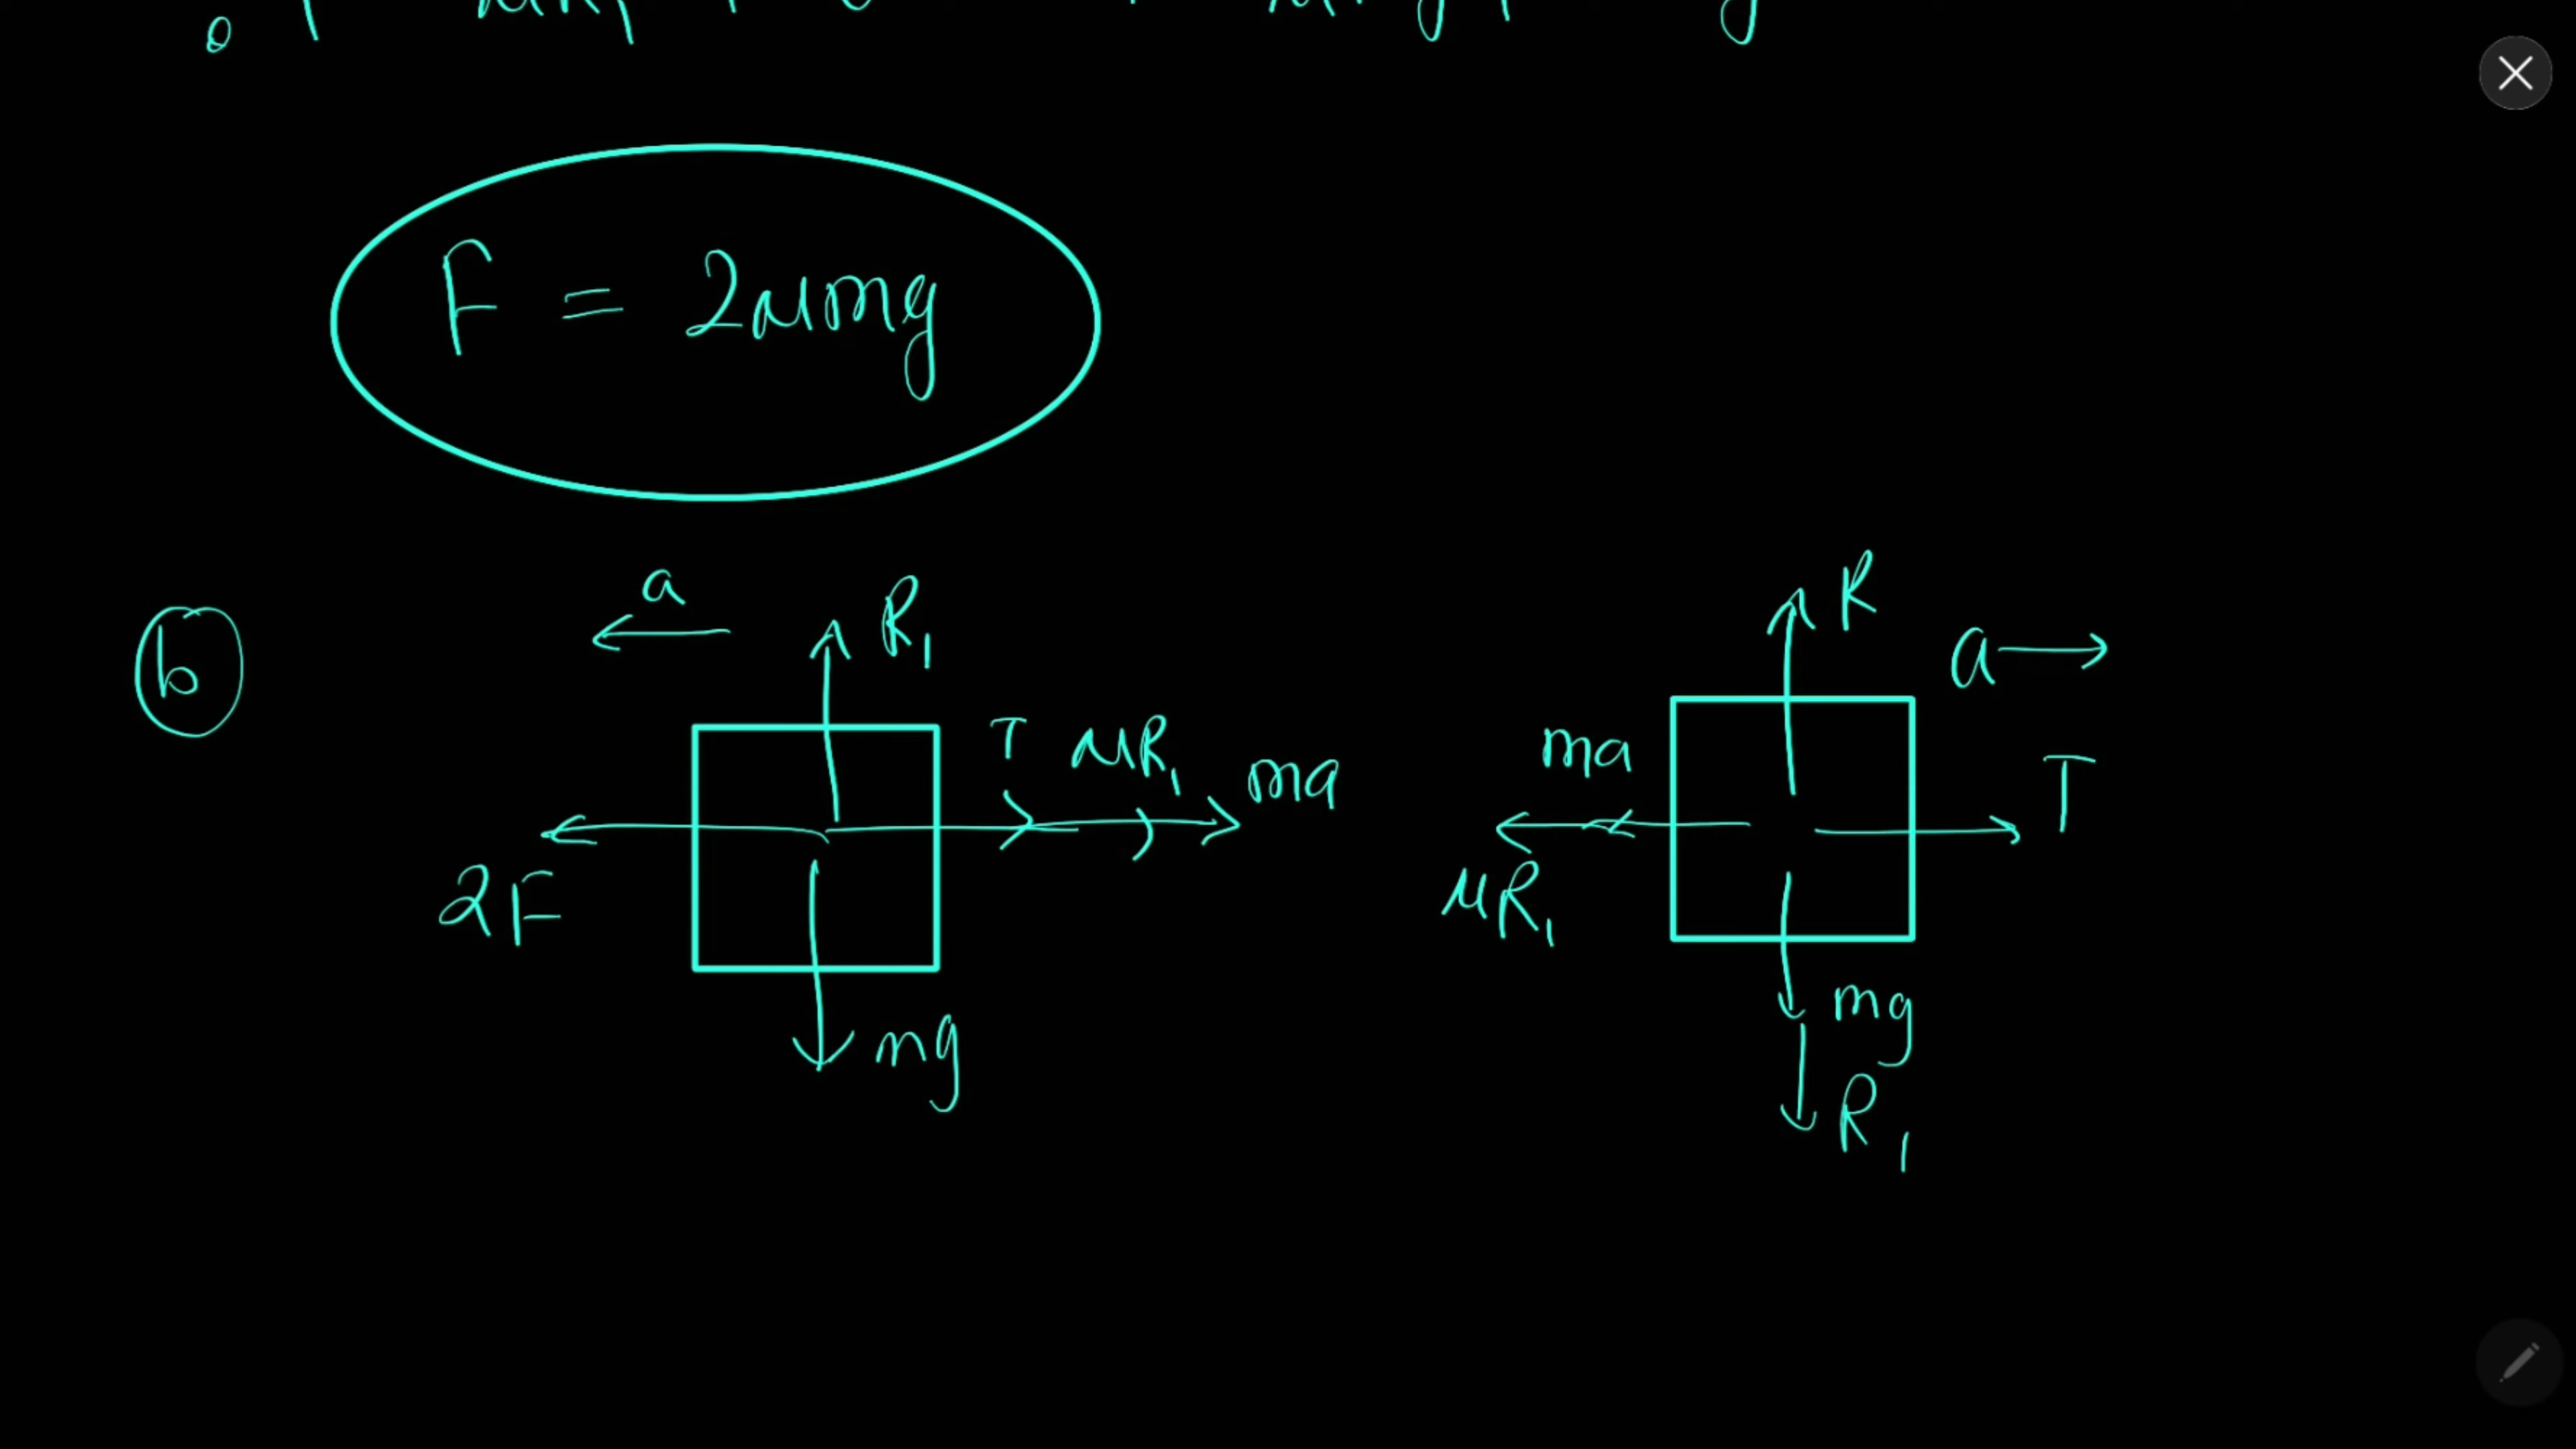 F = 2μmg
b
a
R₁
T μR₁ ma
2F
mg
R
a
ma
T
μR₁
mg
R₁